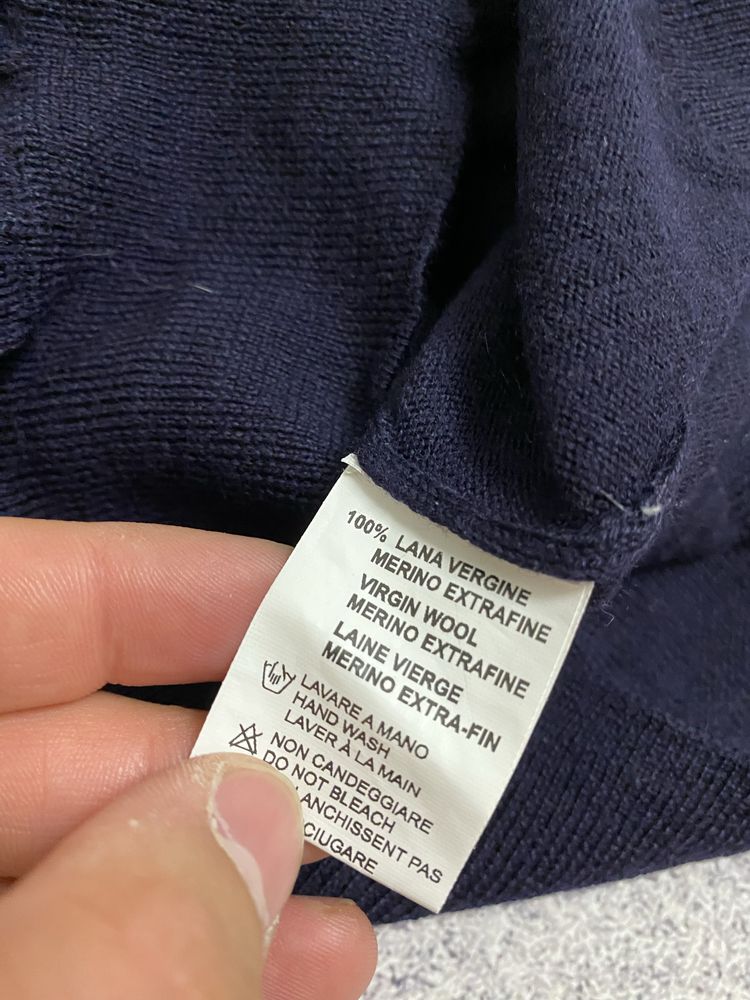 100% LANA VERGINE
MERINO EXTRAFINE
VIRGIN WOOL
MERINO EXTRAFINE
LAINE VIERGE
MERINO EXTRA-FIN
LAVARE A MANO
HAND WASH
LAVER À LA MAIN
NON CANDEGGIARE
DO NOT BLEACH
ANCHISSENT PAS
CIUGARE